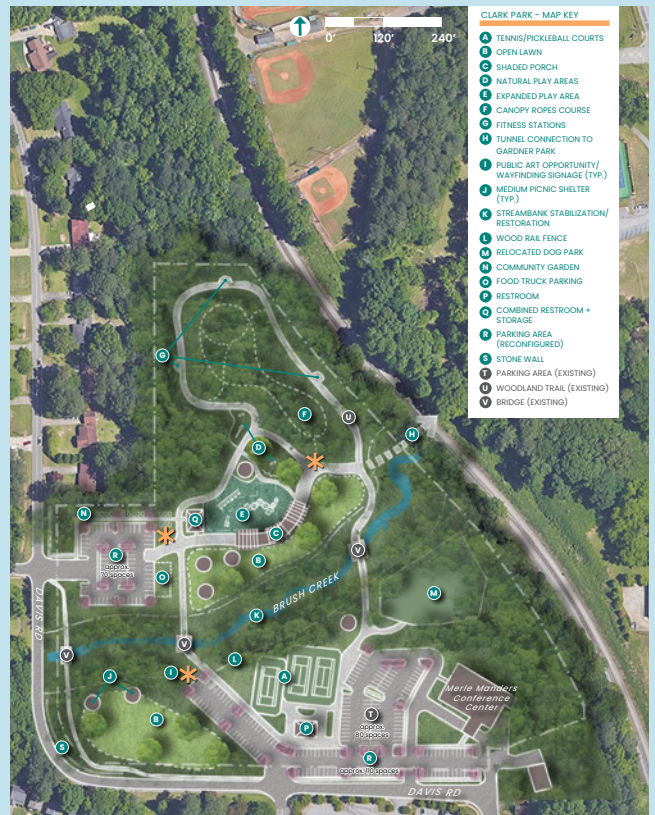 CLARK PARK - MAP KEY
A TENNIS/PICKLEBALL COURTS
B OPEN LAWN
C SHADED PORCH
D NATURAL PLAY AREAS
E EXPANDED PLAY AREA
F CANOPY ROPES COURSE
G FITNESS STATIONS
H TUNNEL CONNECTION TO
GARDNER PARK
I PUBLIC ART OPPORTUNITY/
WAYFINDING SIGNAGE (TYP.)
J MEDIUM PICNIC SHELTER
(TYP.)
K STREAMBANK STABILIZATION/
RESTORATION
L WOOD RAIL FENCE
M RELOCATED DOG PARK
N COMMUNITY GARDEN
O FOOD TRUCK PARKING
P RESTROOM
Q COMBINED RESTROOM +
STORAGE
R PARKING AREA
(RECONFIGURED)
S STONE WALL
T PARKING AREA (EXISTING)
U WOODLAND TRAIL (EXISTING)
V BRIDGE (EXISTING)
0' 120' 240'
G
F
U
H
D
N
Q
E
C
R
approx.
70 spaces
O
B
V
M
BRUSH CREEK
K
DAVIS RD
V
V
L
I
J
A
Merle Manders
Conference
Center
B
T
approx.
80 spaces
P
S
R
approx. 110 spaces
DAVIS RD